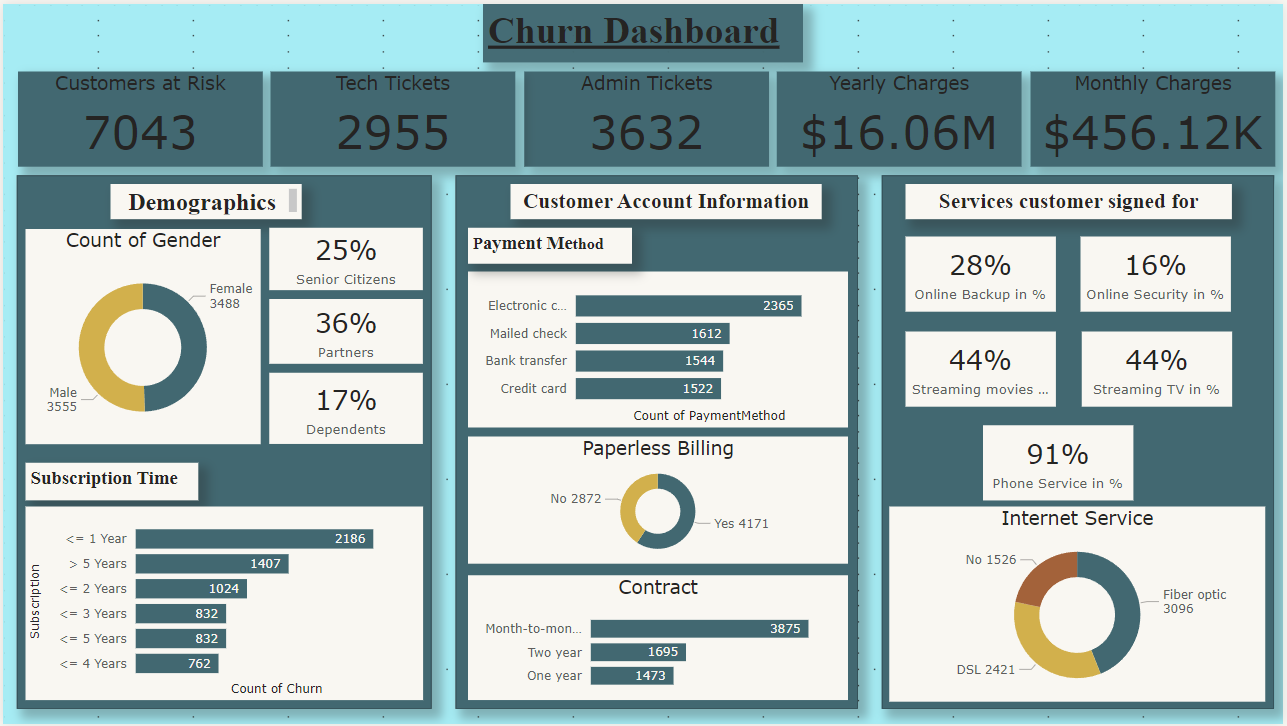 Churn Dashboard
Customers at Risk
7043
Tech Tickets
2955
Admin Tickets
3632
Yearly Charges
$16.06M
Monthly Charges
$456.12K
Demographics
Count of Gender
Female
3488
Male
3555
25%
Senior Citizens
36%
Partners
17%
Dependents
Subscription Time
Subscription
<= 1 Year 2186
> 5 Years 1407
<= 2 Years 1024
<= 3 Years 832
<= 5 Years 832
<= 4 Years 762
Count of Churn
Customer Account Information
Payment Method
Electronic c... 2365
Mailed check 1612
Bank transfer 1544
Credit card 1522
Count of PaymentMethod
Paperless Billing
No 2872
Yes 4171
Contract
Month-to-mon... 3875
Two year 1695
One year 1473
Services customer signed for
28%
Online Backup in %
16%
Online Security in %
44%
Streaming movies ...
44%
Streaming TV in %
91%
Phone Service in %
Internet Service
No 1526
Fiber optic
3096
DSL 2421